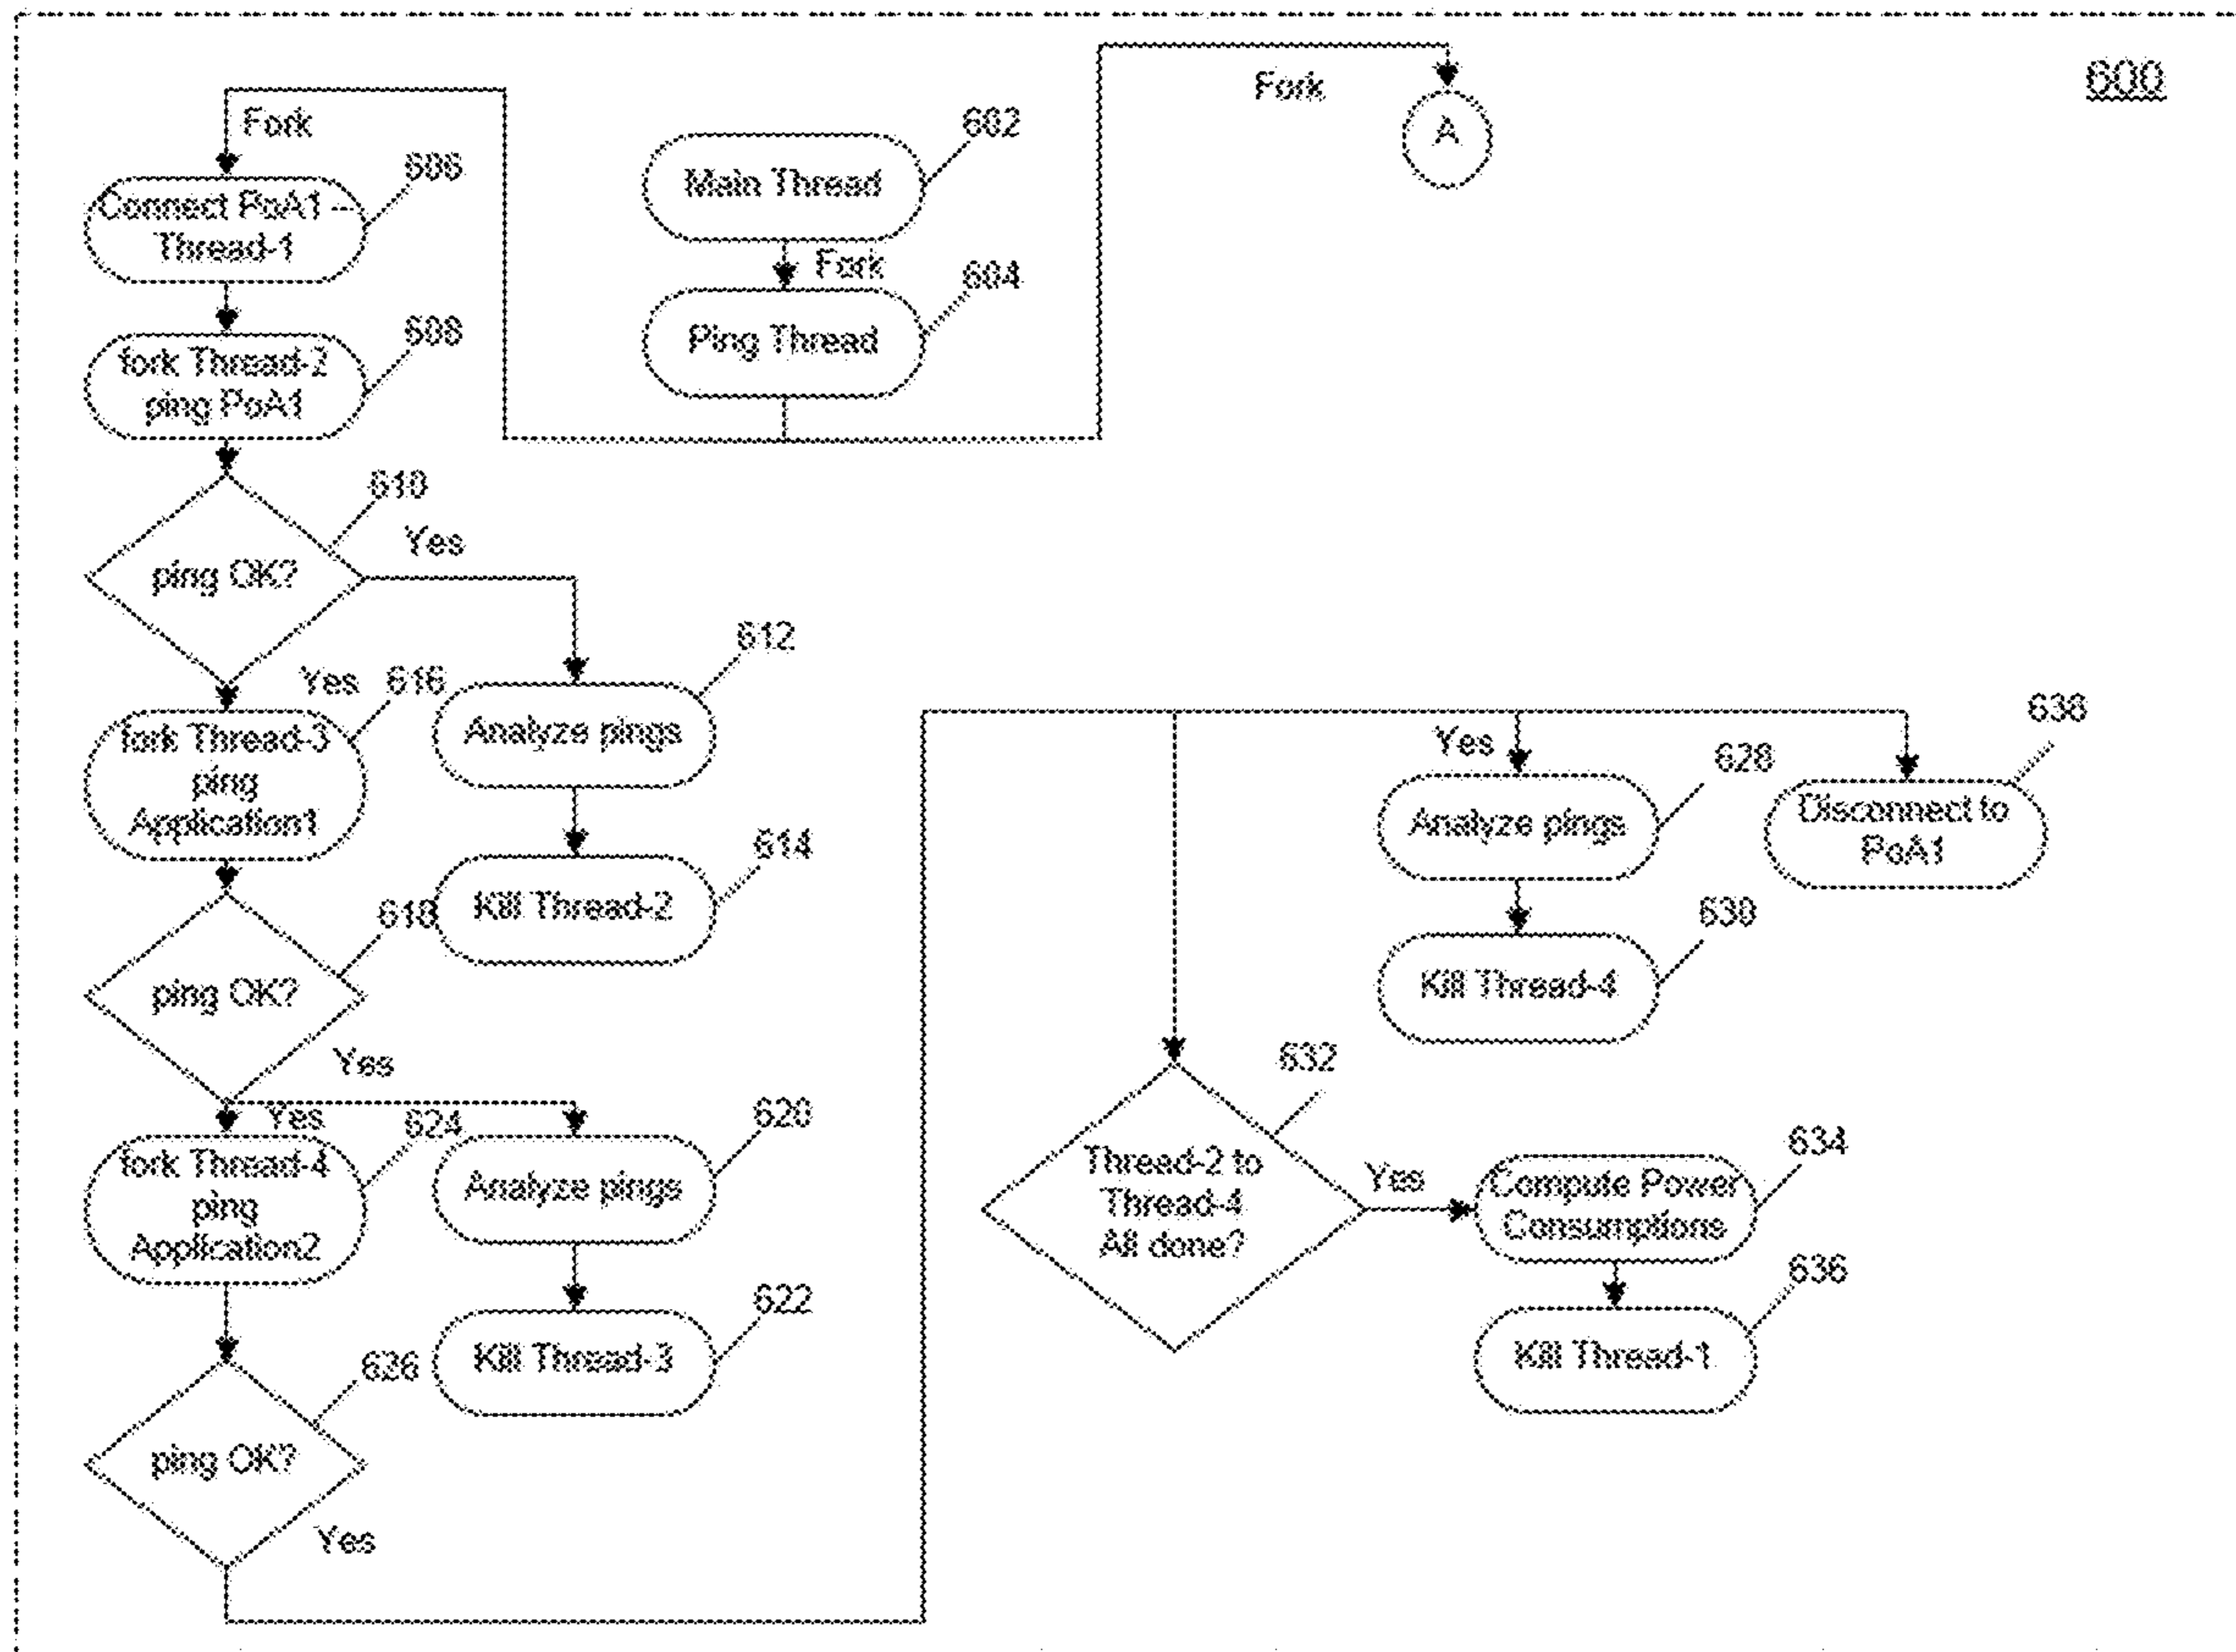 600
Fork
A
Fork
602
Main Thread
Fork
604
Ping Thread
606
Connect PoA1 --
Thread-1
608
fork Thread-2
ping PoA1
610
ping OK?
Yes
612
Analyze pings
614
Kill Thread-2
Yes
616
fork Thread-3
ping
Application1
618
ping OK?
Yes
620
Analyze pings
622
Kill Thread-3
Yes
624
fork Thread-4
ping
Application2
626
ping OK?
Yes
Yes
628
Analyze pings
630
Kill Thread-4
Disconnect to
PoA1
632
Thread-2 to
Thread-4
All done?
Yes
634
Compute Power
Consumptions
636
Kill Thread-1